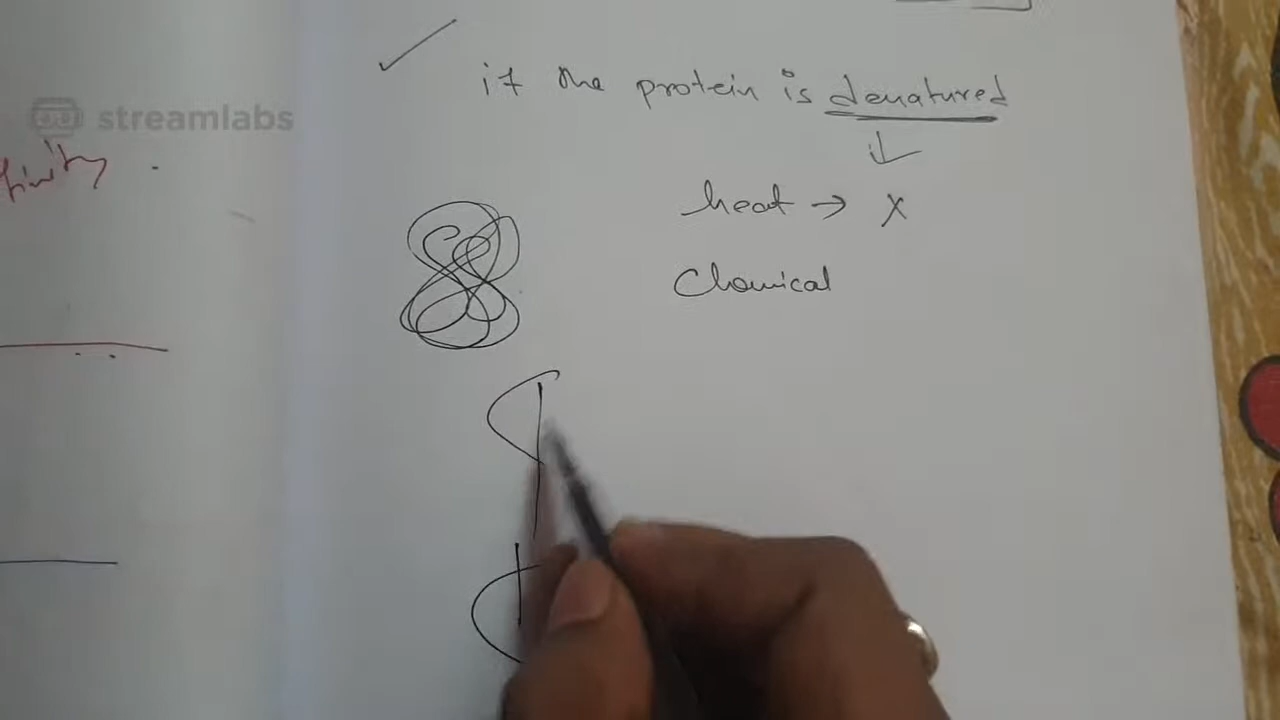 if the protein is denatured
streamlabs
heat → x
Chemical